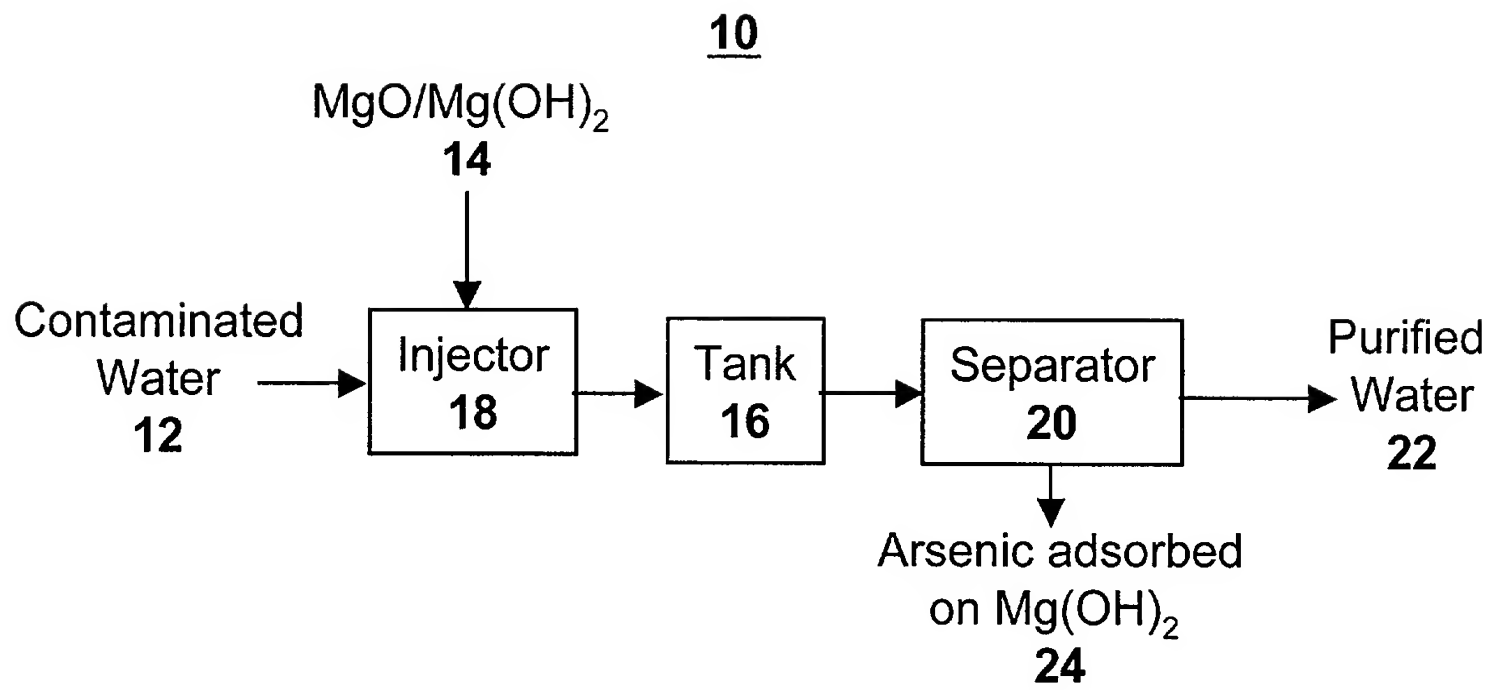 10
MgO/Mg(OH)₂
14
Contaminated
Water
12
Injector
18
Tank
16
Separator
20
Purified
Water
22
Arsenic adsorbed
on Mg(OH)₂
24